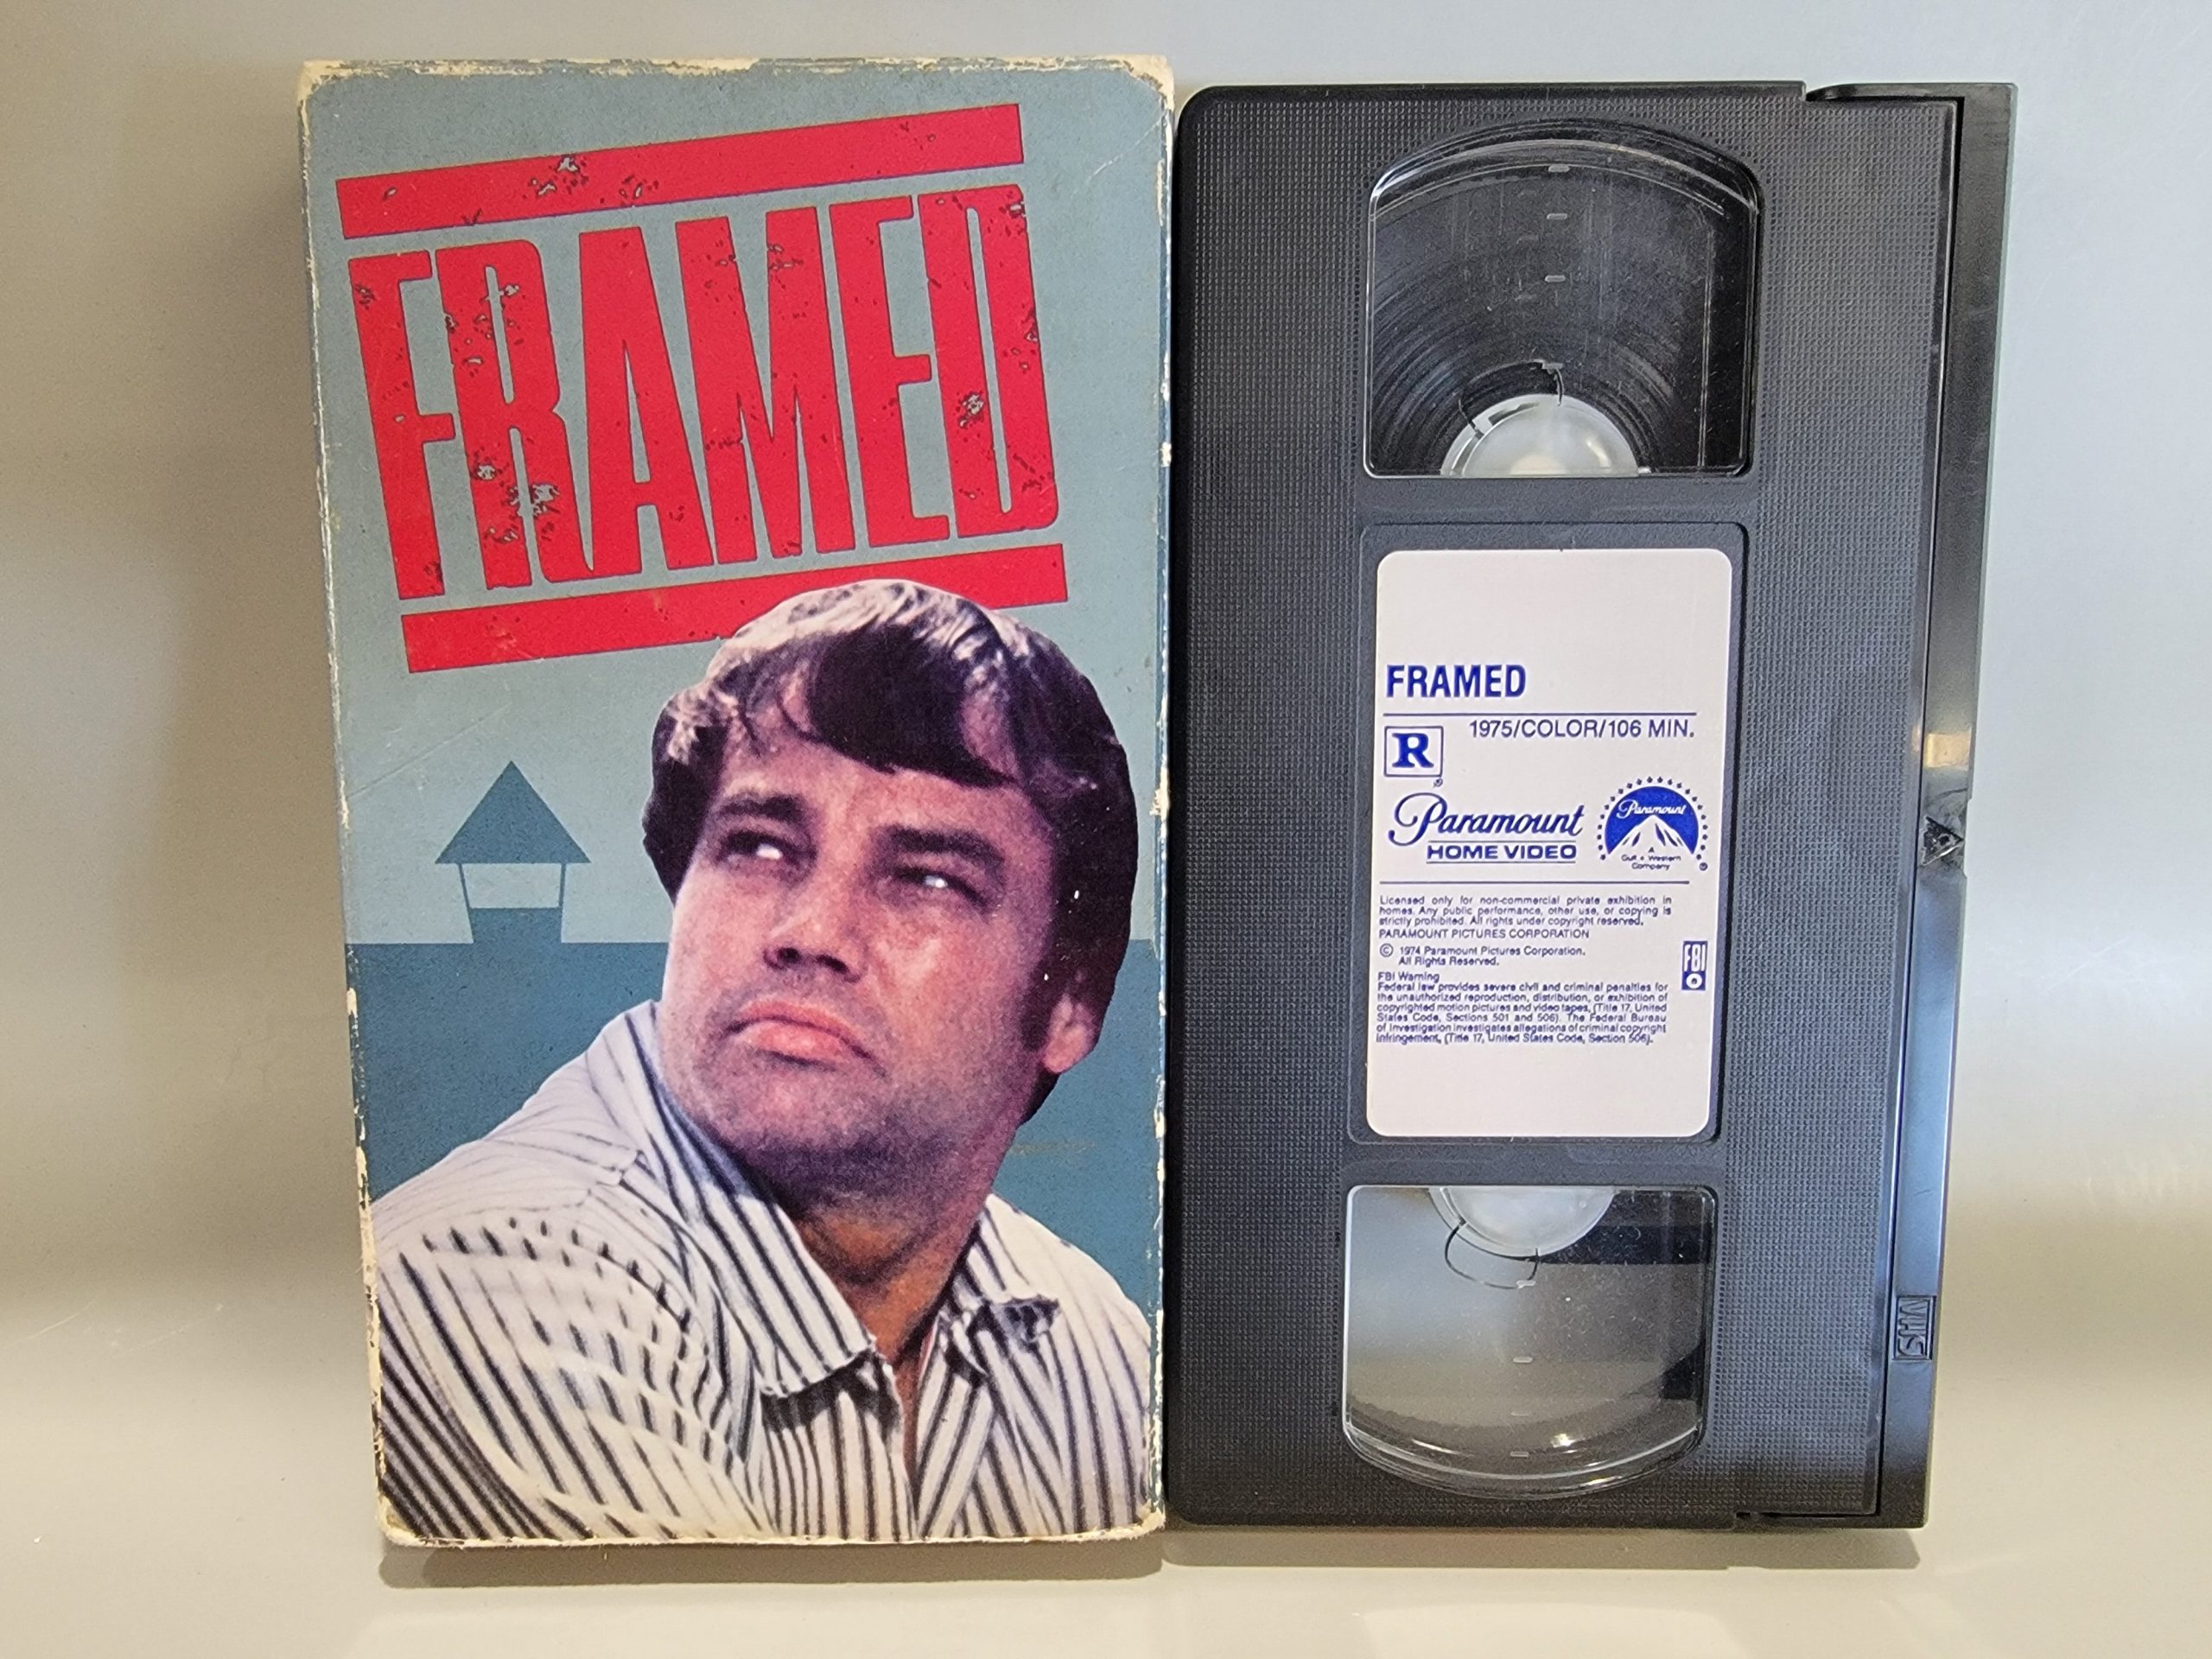 FRAMED
FRAMED
R
1975/COLOR/106 MIN.
Paramount
HOME VIDEO
Paramount
A
Gulf + Western
Company
Licensed only for non-commercial private exhibition in
homes. Any public performance, other use, or copying is
strictly prohibited. All rights under copyright reserved.
PARAMOUNT PICTURES CORPORATION
© 1974 Paramount Pictures Corporation.
All Rights Reserved.
FBI
FBI Warning
Federal law provides severe civil and criminal penalties for
the unauthorized reproduction, distribution, or exhibition of
copyrighted motion pictures and video tapes, (Title 17, United
States Code, Sections 501 and 506). The Federal Bureau
of Investigation investigates allegations of criminal copyright
infringement, (Title 17, United States Code, Section 506).
VHS